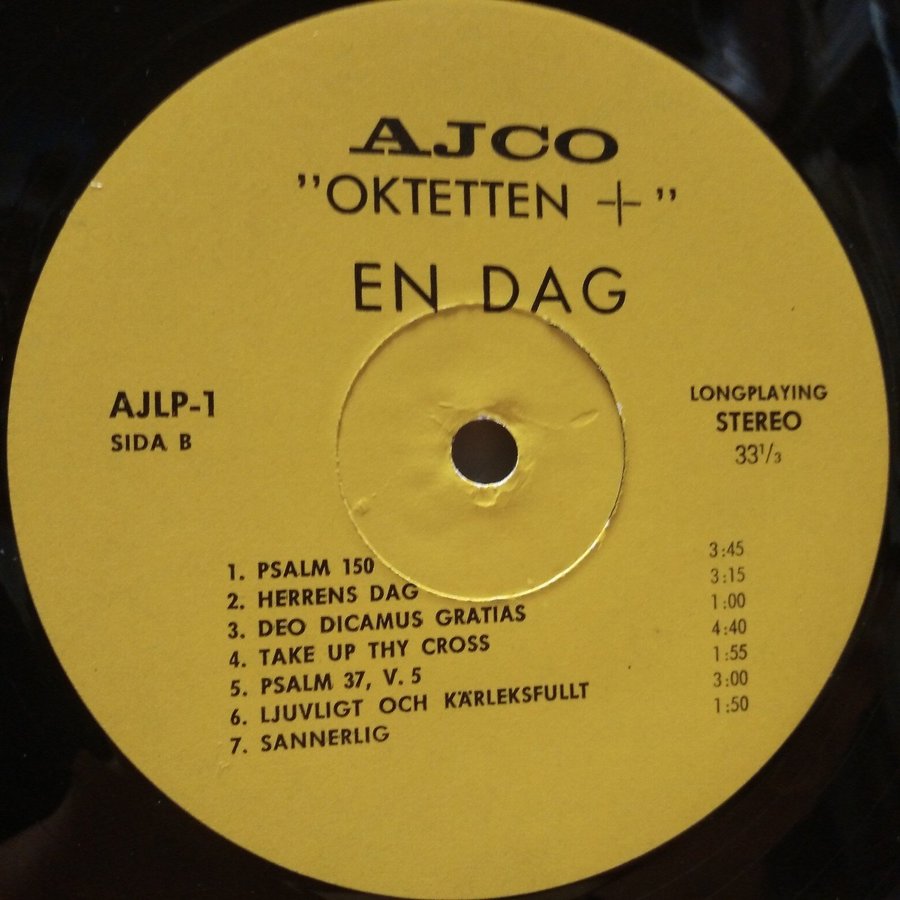 AJCO
"OKTETTEN +"
EN DAG
AJLP-1
SIDA B
LONGPLAYING
STEREO
33 1/3
1. PSALM 150 3:45
2. HERRENS DAG 3:15
3. DEO DICAMUS GRATIAS 1:00
4. TAKE UP THY CROSS 4:40
5. PSALM 37, V. 5 1:55
6. LJUVLIGT OCH KÄRLEKSFULLT 3:00
7. SANNERLIG 1:50